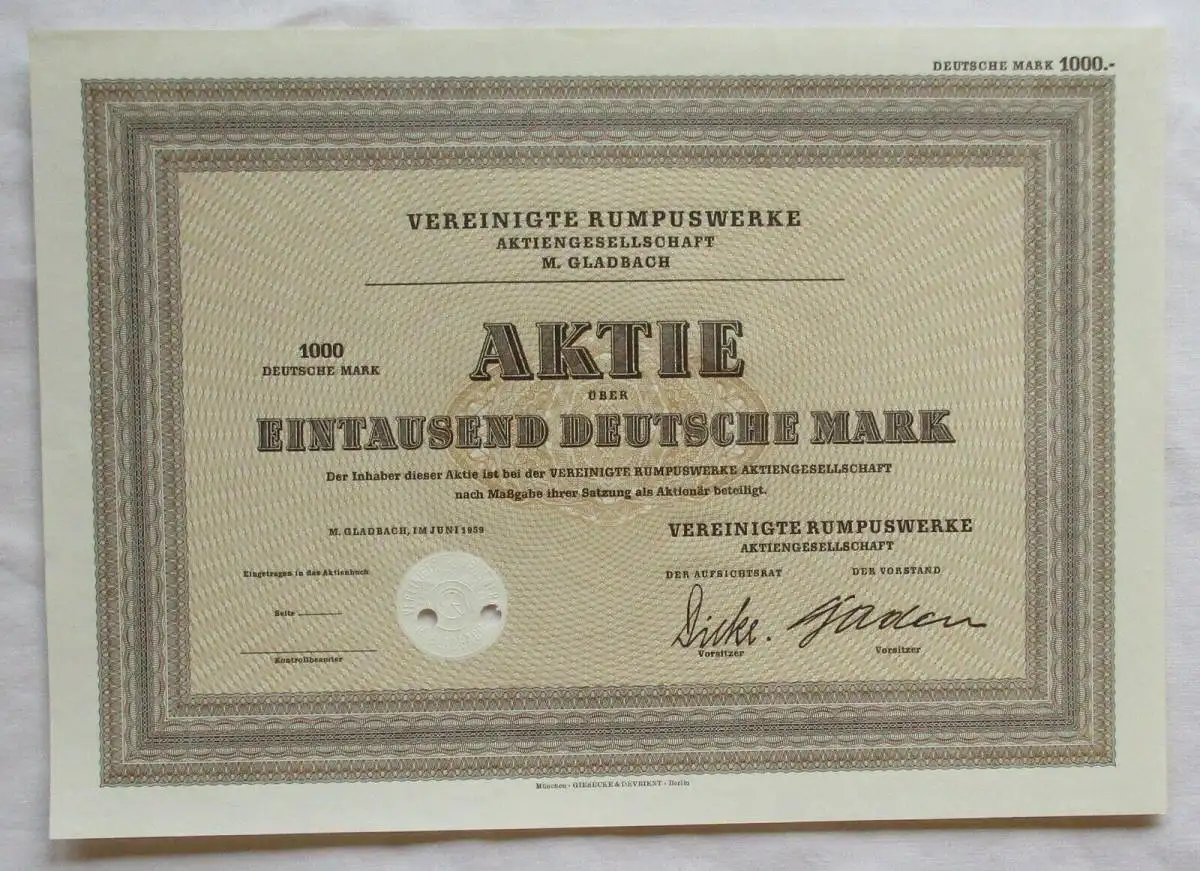 DEUTSCHE MARK 1000.-
VEREINIGTE RUMPUSWERKE
AKTIENGESELLSCHAFT
M. GLADBACH
1000
DEUTSCHE MARK
AKTIE
ÜBER
EINTAUSEND DEUTSCHE MARK
Der Inhaber dieser Aktie ist bei der VEREINIGTE RUMPUSWERKE AKTIENGESELLSCHAFT
nach Maßgabe ihrer Satzung als Aktionär beteiligt.
M. GLADBACH, IM JUNI 1959
VEREINIGTE RUMPUSWERKE
AKTIENGESELLSCHAFT
Eingetragen in das Aktienbuch
DER AUFSICHTSRAT DER VORSTAND
Seite
Kontrollbeamter
Vorsitzer
Vorsitzer
München · GIESECKE & DEVRIENT · Berlin